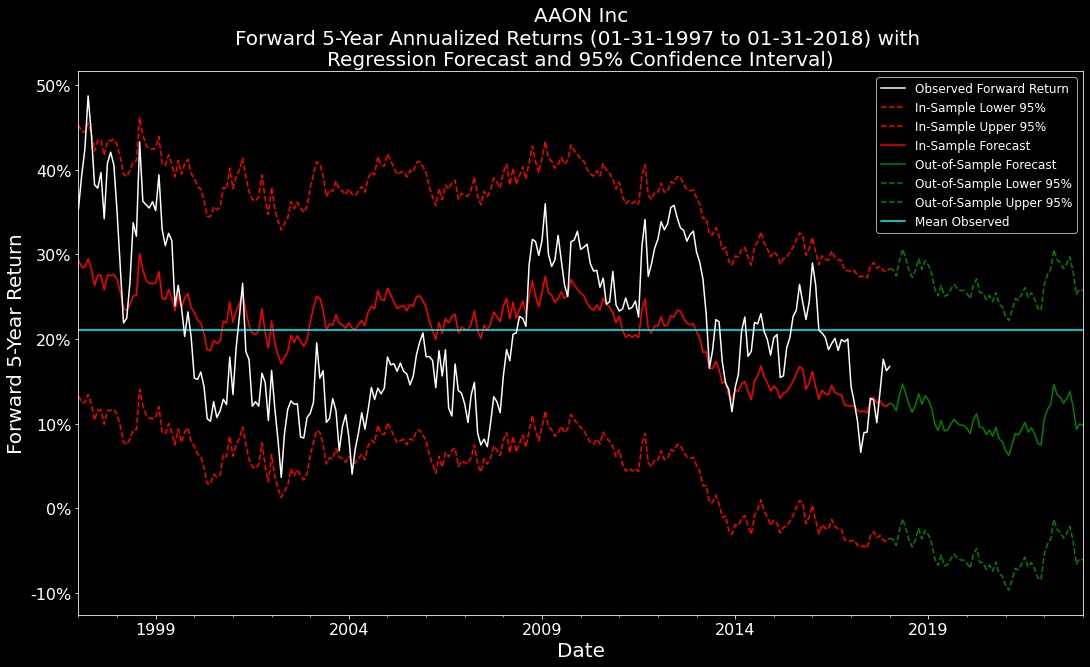 AAON Inc
Forward 5-Year Annualized Returns (01-31-1997 to 01-31-2018) with
Regression Forecast and 95% Confidence Interval)
50%
40%
30%
20%
10%
0%
-10%
Forward 5-Year Return
Observed Forward Return
In-Sample Lower 95%
In-Sample Upper 95%
In-Sample Forecast
Out-of-Sample Forecast
Out-of-Sample Lower 95%
Out-of-Sample Upper 95%
Mean Observed
1999 2004 2009 2014 2019
Date